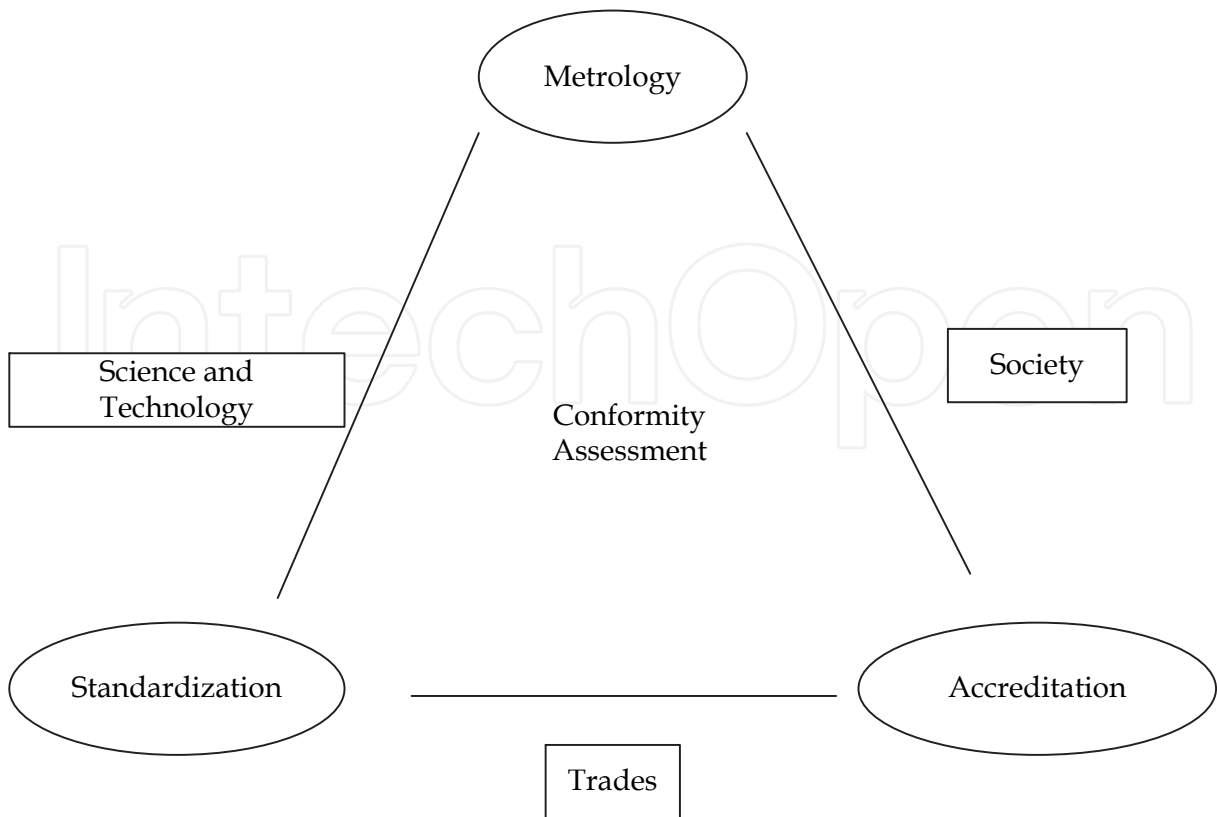 Metrology
IntechOpen
Science and
Technology
Society
Conformity
Assessment
Standardization
Accreditation
Trades